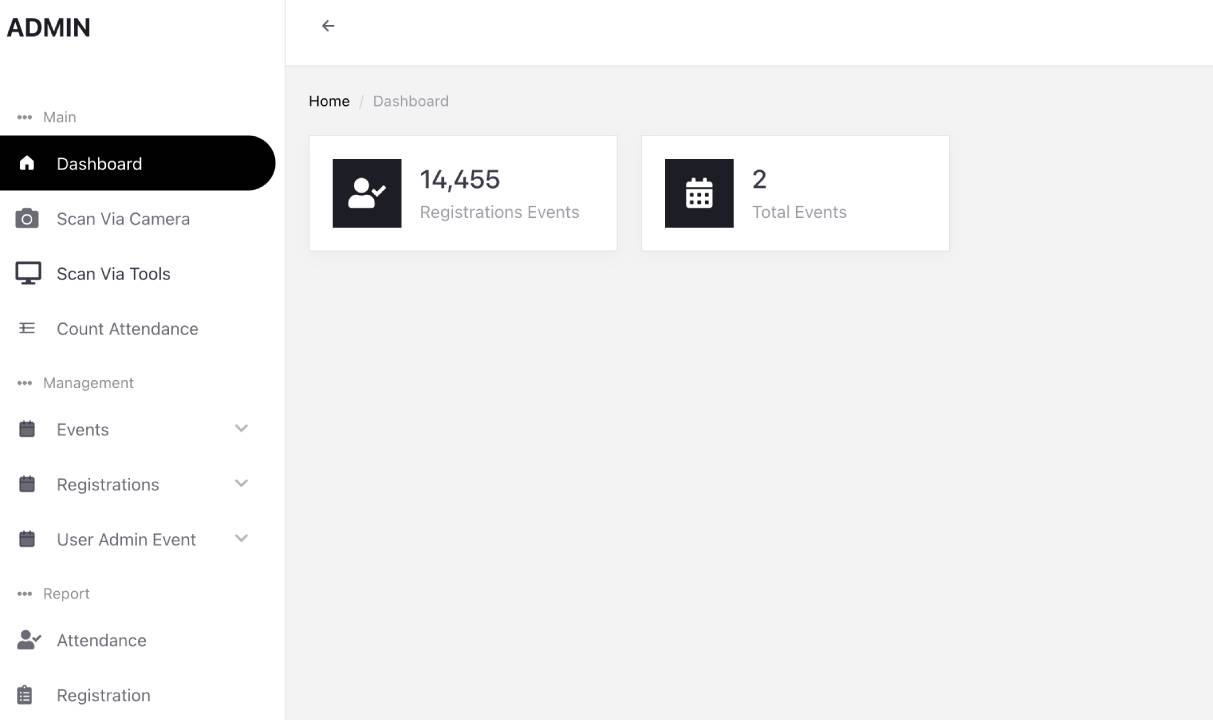 ADMIN
Main
Dashboard
Scan Via Camera
Scan Via Tools
Count Attendance
Management
Events
Registrations
User Admin Event
Report
Attendance
Registration
Home / Dashboard
14,455
Registrations Events
2
Total Events